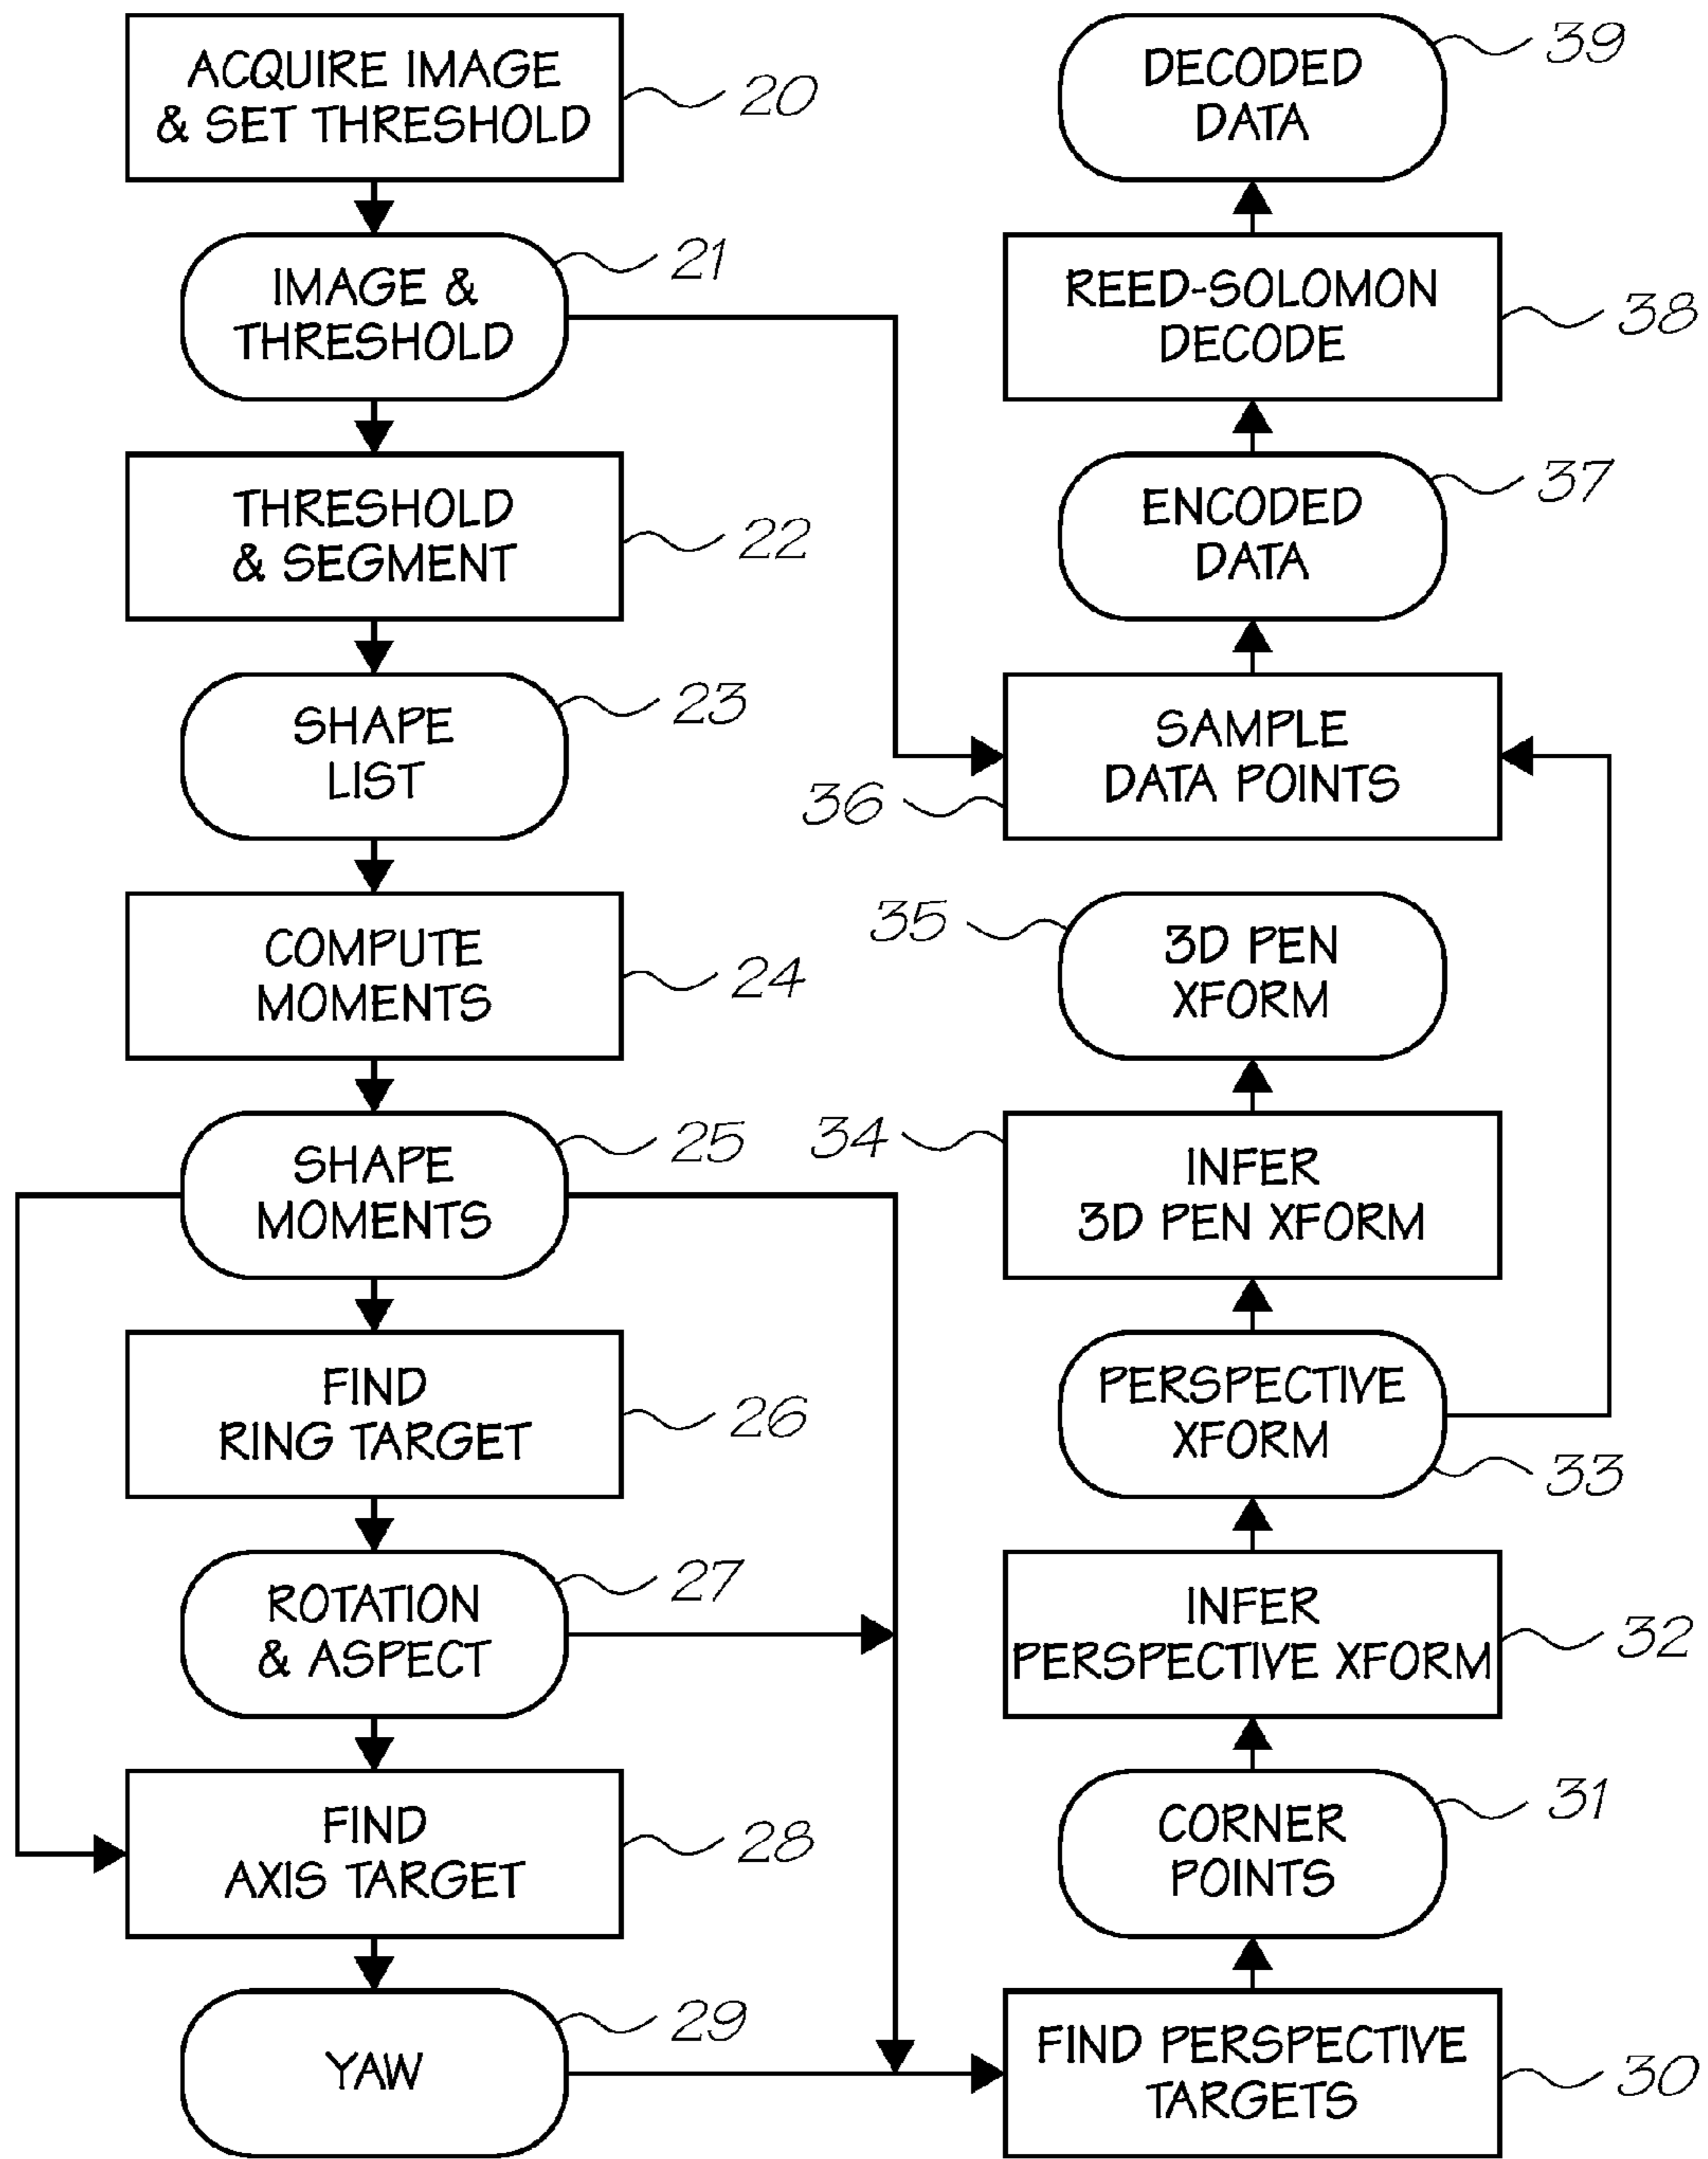 ACQUIRE IMAGE
& SET THRESHOLD
20
IMAGE &
THRESHOLD
21
THRESHOLD
& SEGMENT
22
SHAPE
LIST
23
COMPUTE
MOMENTS
24
SHAPE
MOMENTS
25
FIND
RING TARGET
26
ROTATION
& ASPECT
27
FIND
AXIS TARGET
28
YAW
29
DECODED
DATA
39
REED-SOLOMON
DECODE
38
ENCODED
DATA
37
SAMPLE
DATA POINTS
36
3D PEN
XFORM
35
INFER
3D PEN XFORM
34
PERSPECTIVE
XFORM
33
INFER
PERSPECTIVE XFORM
32
CORNER
POINTS
31
FIND PERSPECTIVE
TARGETS
30